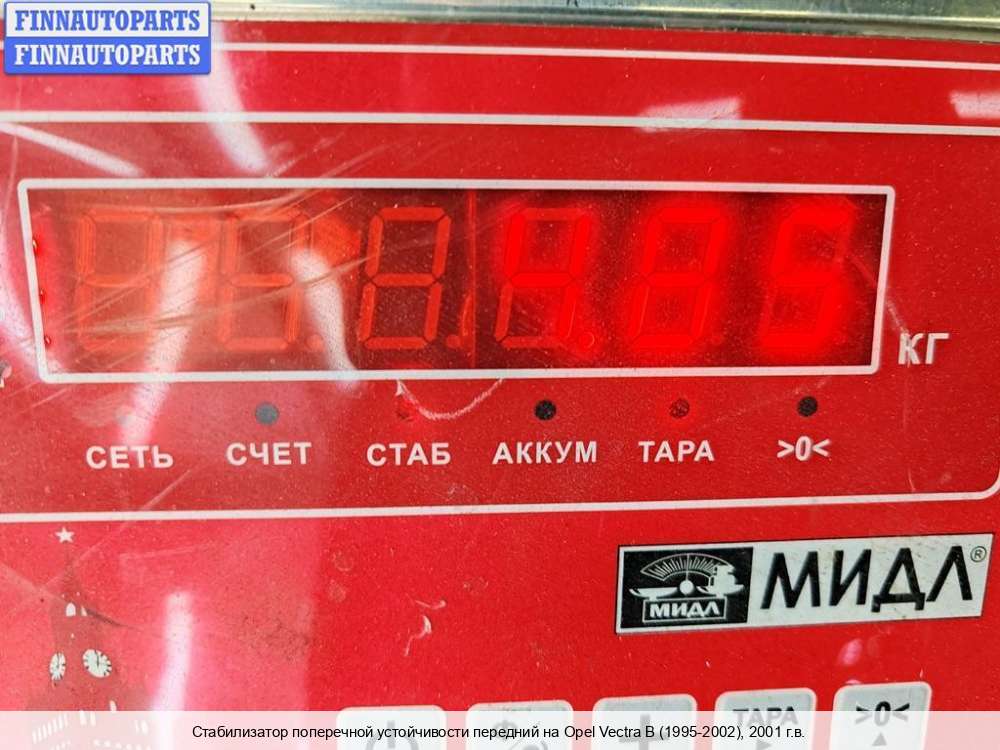 FINNAUTOPARTS
FINNAUTOPARTS
КГ
СЕТЬ СЧЕТ СТАБ АККУМ ТАРА >0<
МИДЛ МИДЛ®
ТАРА >0<
Стабилизатор поперечной устойчивости передний на Opel Vectra B (1995-2002), 2001 г.в.